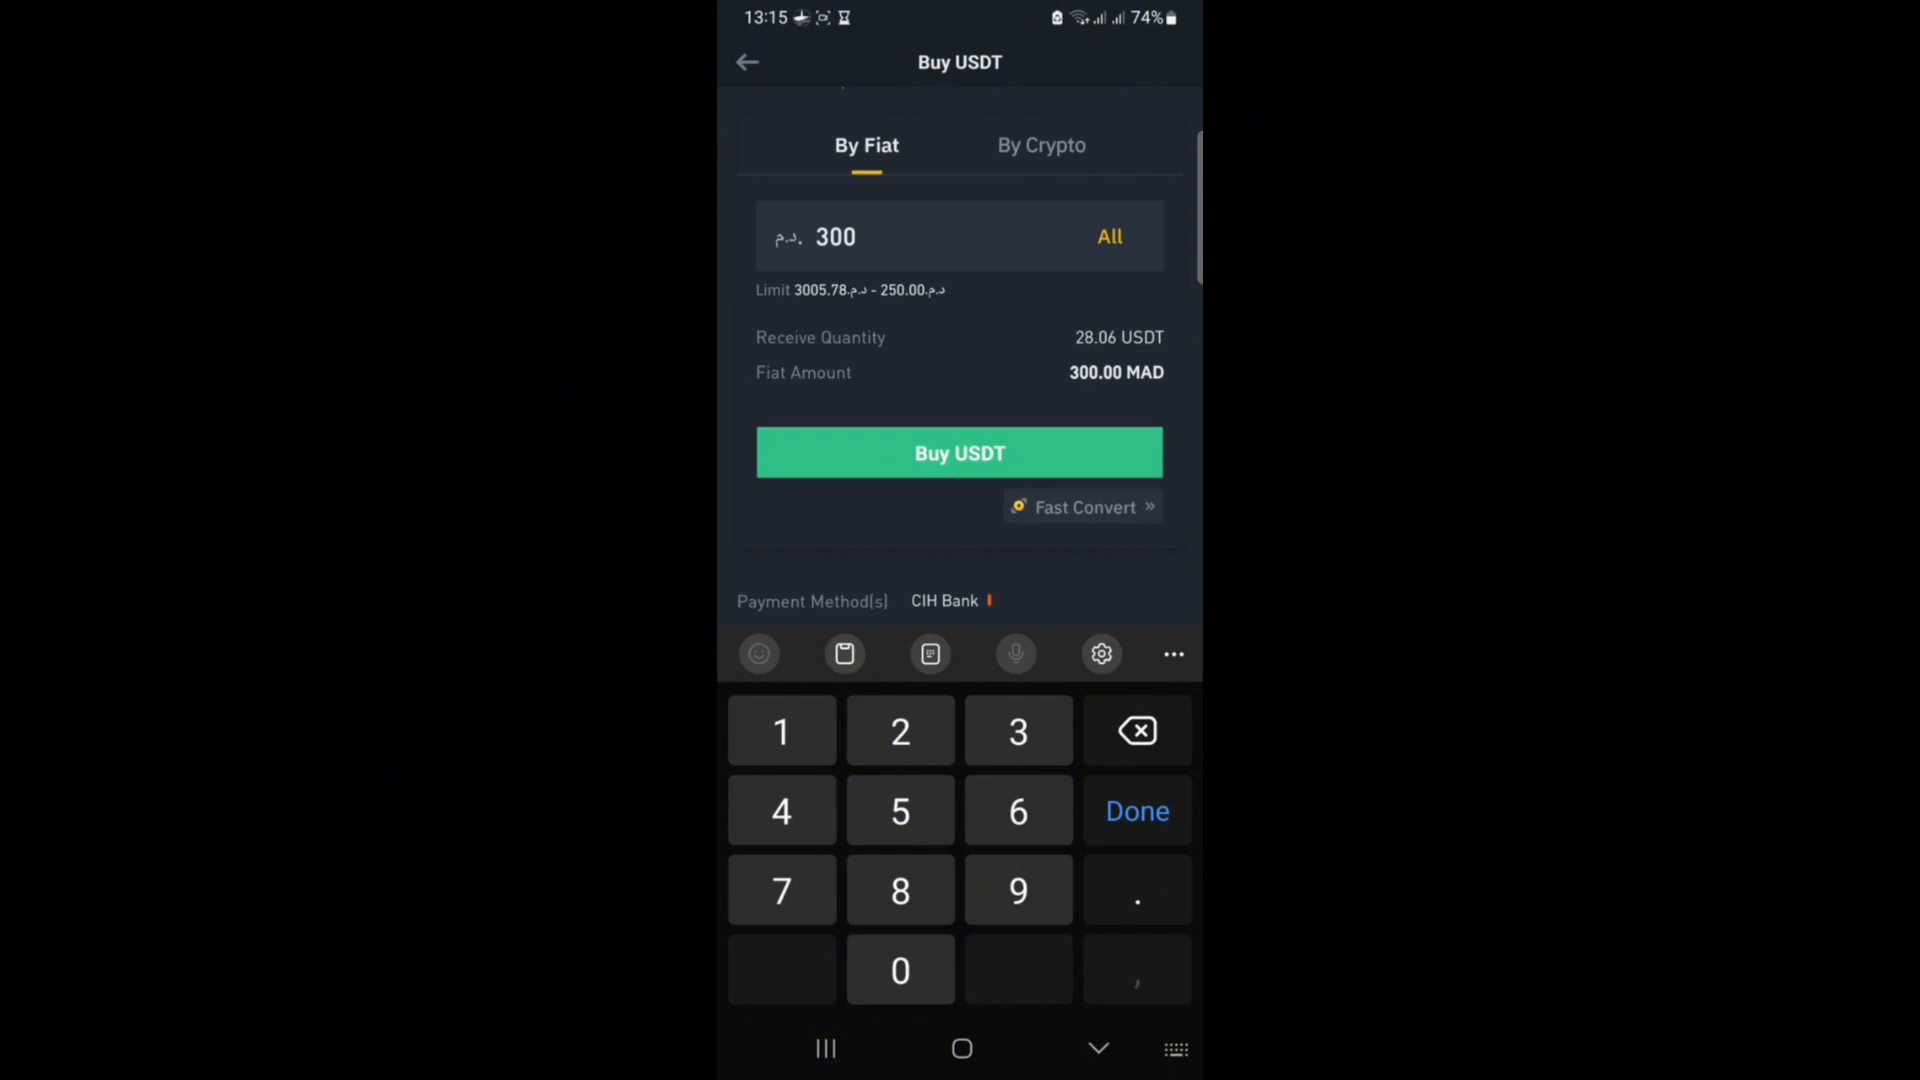 13:15 74%
Buy USDT
By Fiat By Crypto
د.م. 300 All
Limit 3005.78د.م. - 250.00د.م.
Receive Quantity 28.06 USDT
Fiat Amount 300.00 MAD
Buy USDT
Fast Convert »
Payment Method(s) CIH Bank
1 2 3
4 5 6 Done
7 8 9 .
0 ,